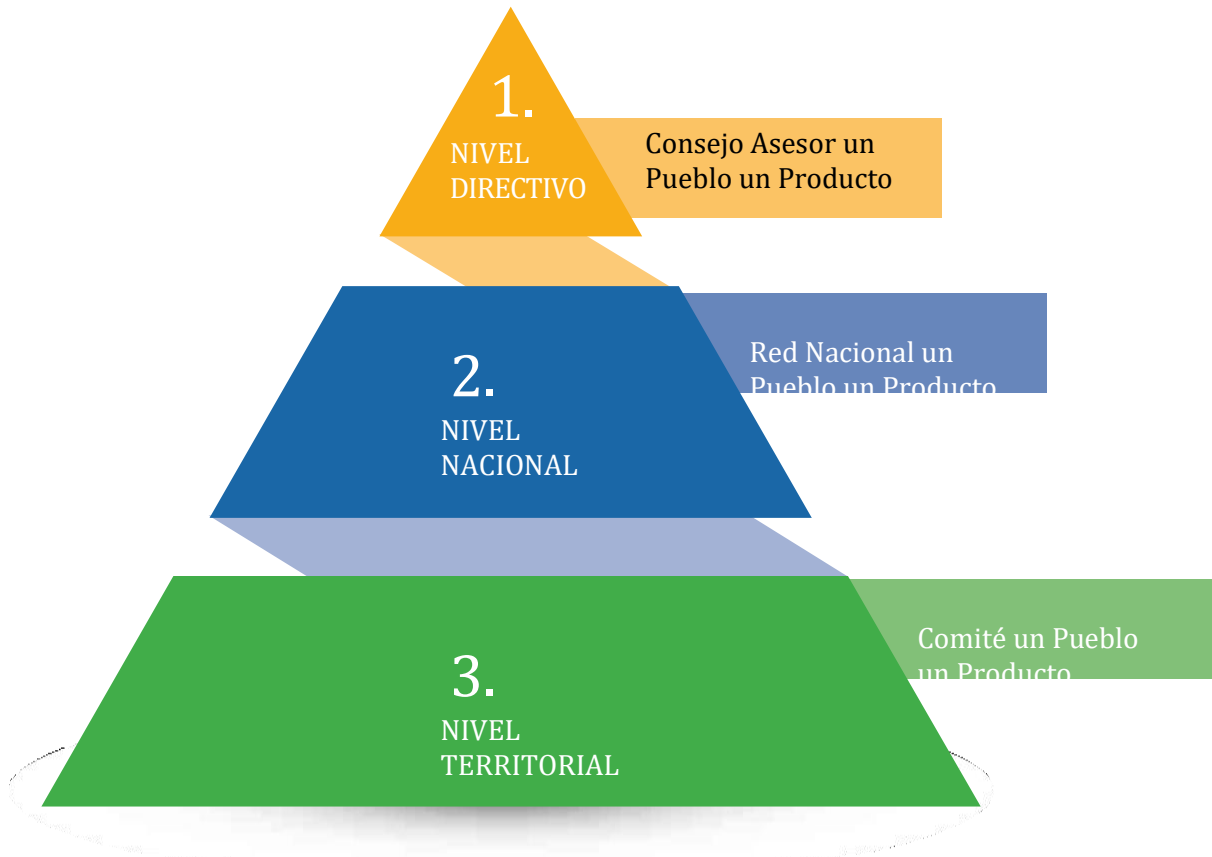 1.
NIVEL
DIRECTIVO
Consejo Asesor un
Pueblo un Producto
2.
NIVEL
NACIONAL
Red Nacional un
Pueblo un Producto
3.
NIVEL
TERRITORIAL
Comité un Pueblo
un Producto